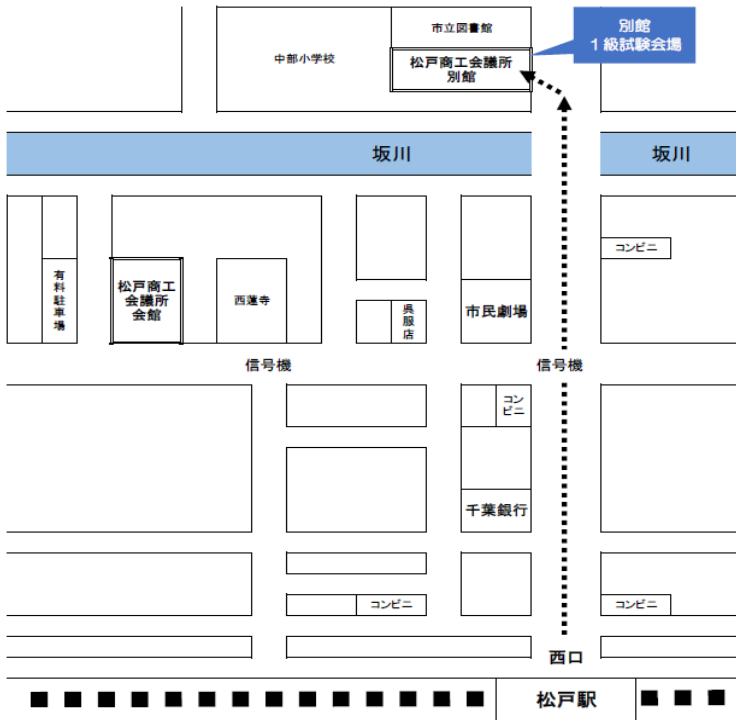 市立図書館
別館
１級試験会場
中部小学校
松戸商工会議所
別館
坂川
坂川
コンビニ
有料駐車場
松戸商工
会議所
会館
西蓮寺
呉服店
市民劇場
信号機
信号機
コン
ビニ
千葉銀行
コンビニ
コンビニ
西口
松戸駅